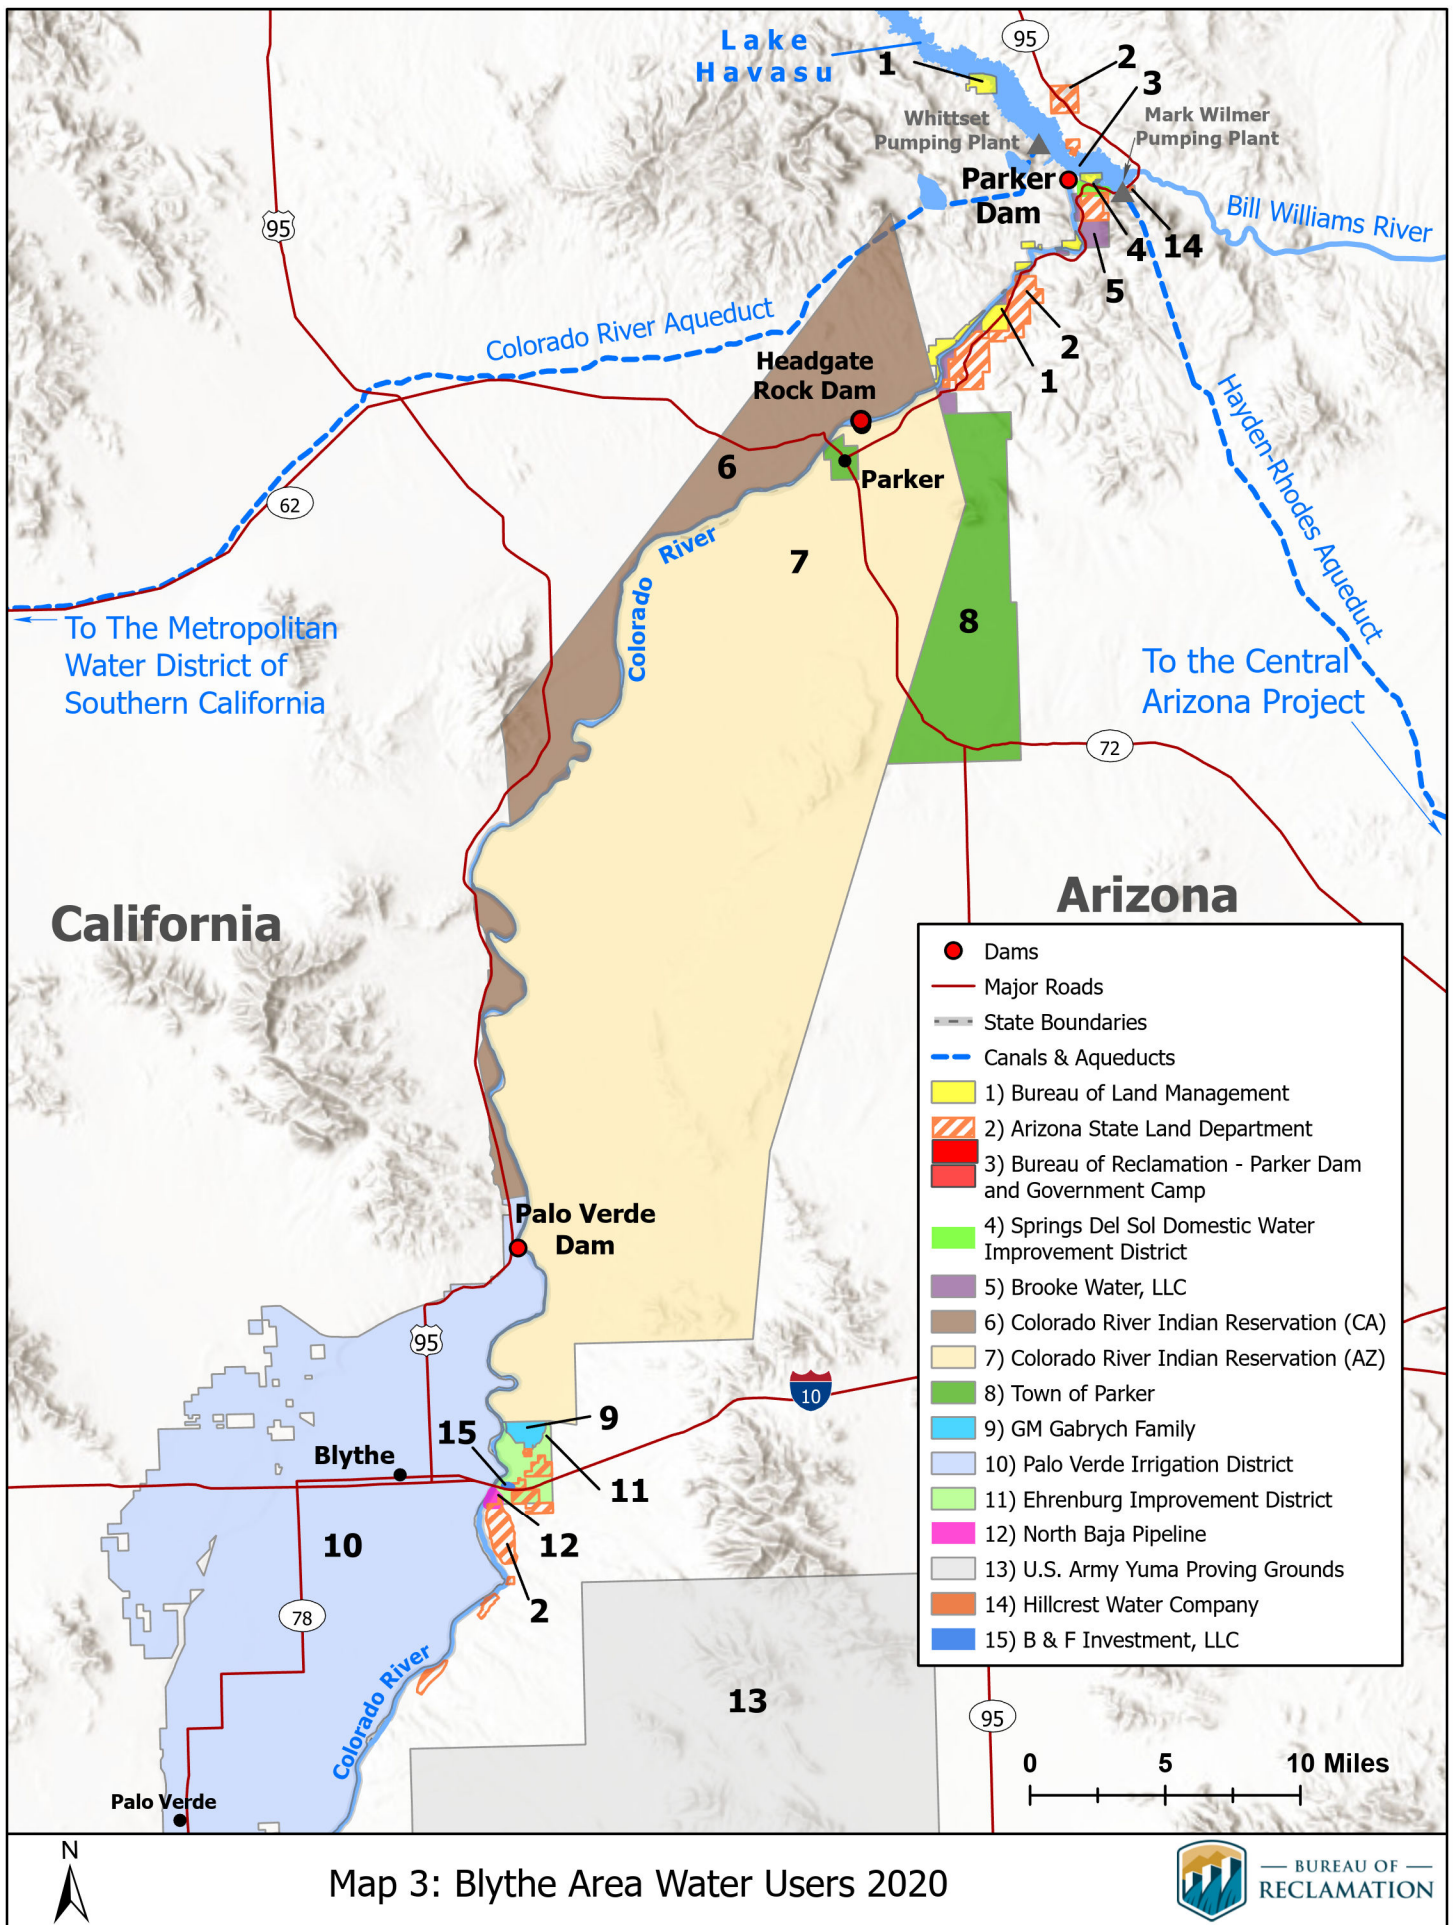 Lake
Havasu
1
95
2
3
Whittset
Pumping Plant
Mark Wilmer
Pumping Plant
Parker
Dam
95
Bill Williams River
4
14
5
Colorado River Aqueduct
2
Headgate
Rock Dam
1
Hayden-Rhodes Aqueduct
6
Parker
62
Colorado River
7
8
To The Metropolitan
Water District of
Southern California
To the Central
Arizona Project
72
California
Arizona
Dams
Major Roads
State Boundaries
Canals & Aqueducts
1) Bureau of Land Management
2) Arizona State Land Department
3) Bureau of Reclamation - Parker Dam
and Government Camp
4) Springs Del Sol Domestic Water
Improvement District
5) Brooke Water, LLC
6) Colorado River Indian Reservation (CA)
7) Colorado River Indian Reservation (AZ)
8) Town of Parker
9) GM Gabrych Family
10) Palo Verde Irrigation District
11) Ehrenburg Improvement District
12) North Baja Pipeline
13) U.S. Army Yuma Proving Grounds
14) Hillcrest Water Company
15) B & F Investment, LLC
Palo Verde
Dam
95
10
9
15
Blythe
11
10
12
2
78
Colorado River
13
95
0 5 10 Miles
Palo Verde
N
Map 3: Blythe Area Water Users 2020
BUREAU OF
RECLAMATION